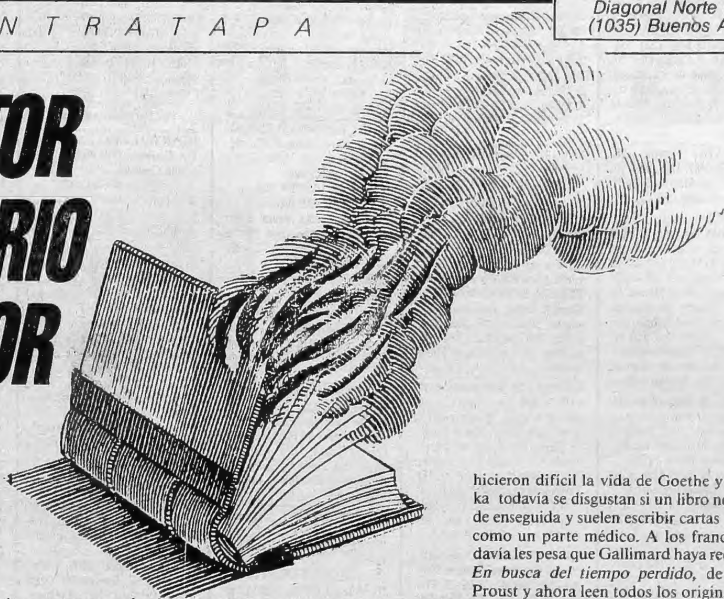 N T R A T A P A
Diagonal Norte
(1035) Buenos A
TOR
RIO
OR
hicieron difícil la vida de Goethe y
ka todavía se disgustan si un libro no
de enseguida y suelen escribir cartas
como un parte médico. A los franc
davía les pesa que Gallimard haya re
En busca del tiempo perdido, de
Proust y ahora leen todos los origin